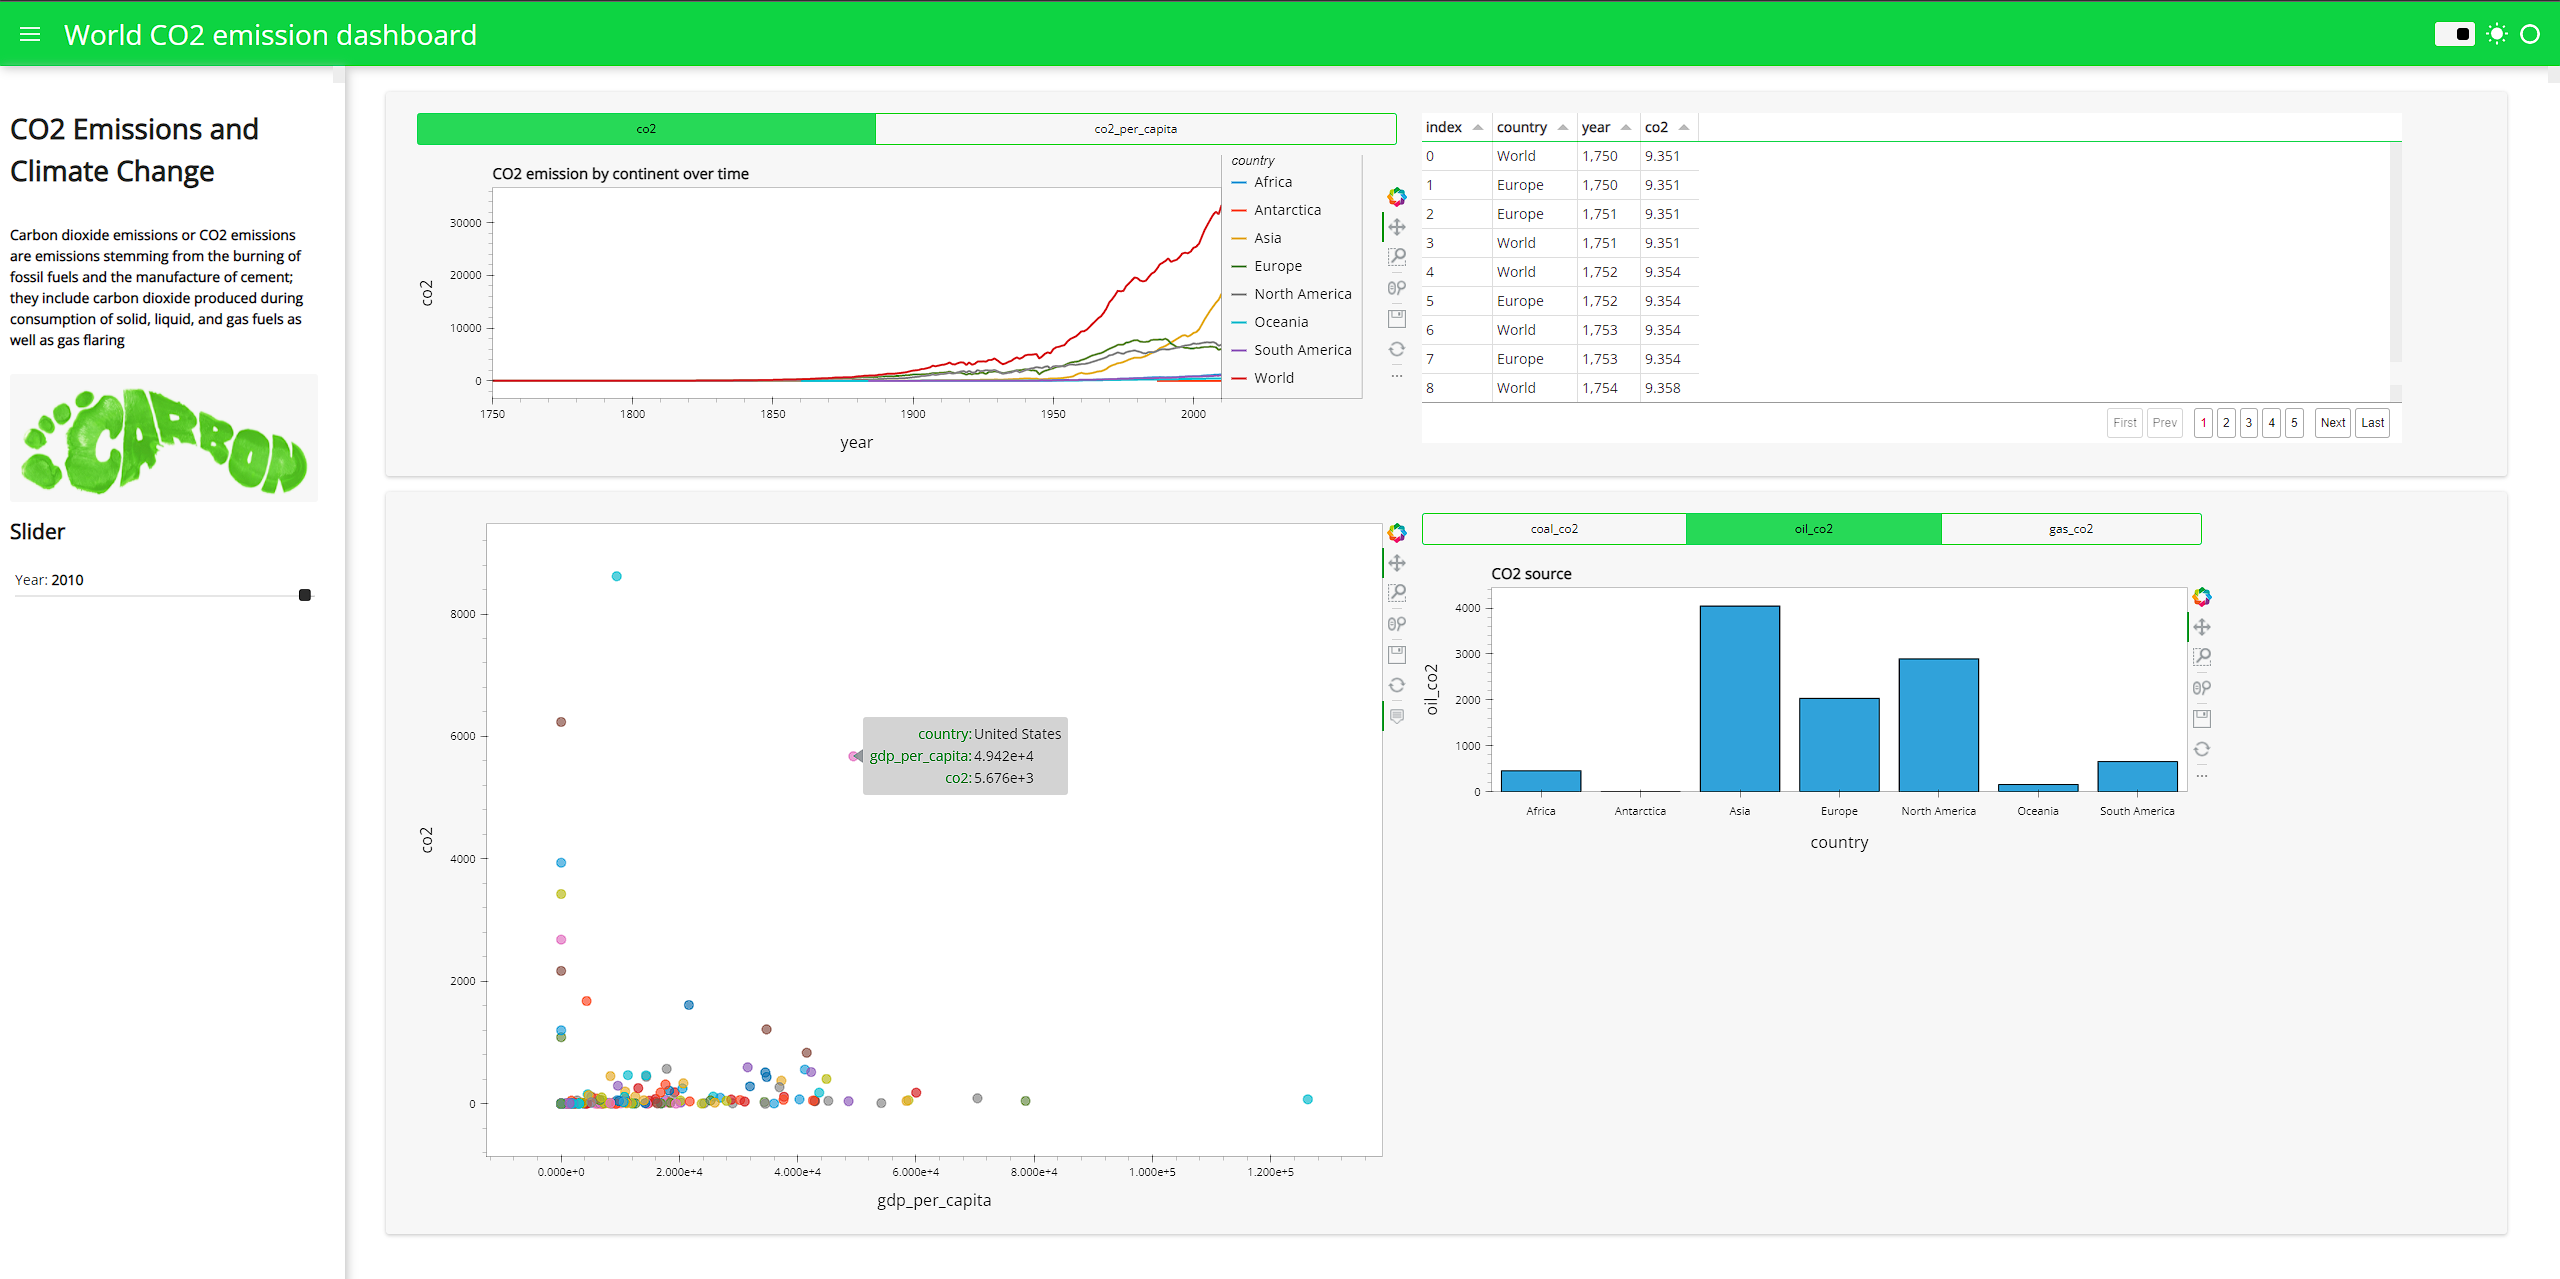 World CO2 emission dashboard
CO2 Emissions and
Climate Change
Carbon dioxide emissions or CO2 emissions
are emissions stemming from the burning of
fossil fuels and the manufacture of cement;
they include carbon dioxide produced during
consumption of solid, liquid, and gas fuels as
well as gas flaring
CARBON
Slider
Year: 2010
co2 co2_per_capita
CO2 emission by continent over time
co2
30000
20000
10000
0
1750 1800 1850 1900 1950 2000
year
country
Africa
Antarctica
Asia
Europe
North America
Oceania
South America
World
index country year co2
0 World 1,750 9.351
1 Europe 1,750 9.351
2 Europe 1,751 9.351
3 World 1,751 9.351
4 World 1,752 9.354
5 Europe 1,752 9.354
6 World 1,753 9.354
7 Europe 1,753 9.354
8 World 1,754 9.358
First Prev 1 2 3 4 5 Next Last
co2
8000
6000
4000
2000
0
0.000e+0 2.000e+4 4.000e+4 6.000e+4 8.000e+4 1.000e+5 1.200e+5
gdp_per_capita
country: United States
gdp_per_capita: 4.942e+4
co2: 5.676e+3
coal_co2 oil_co2 gas_co2
CO2 source
oil_co2
4000
3000
2000
1000
0
Africa Antarctica Asia Europe North America Oceania South America
country